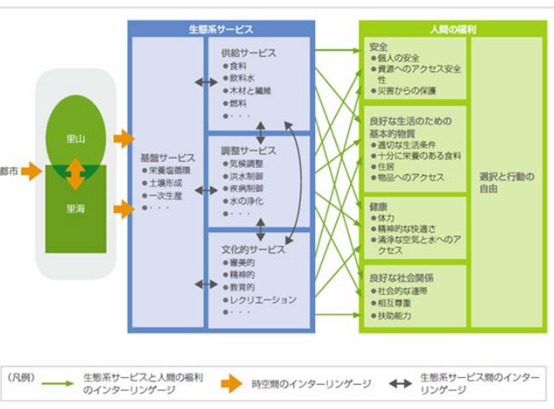 生態系サービス
人間の福利
都市
里山
里海
基盤サービス
●栄養塩循環
●土壌形成
●一次生産
●・・・
供給サービス
●食料
●飲料水
●木材と繊維
●燃料
●・・・
調整サービス
●気候調整
●洪水制御
●疾病制御
●水の浄化
●・・・
文化的サービス
●審美的
●精神的
●教育的
●レクリエーション
●・・・
安全
●個人の安全
●資源へのアクセス安全
性
●災害からの保護
良好な生活のための
基本的物質
●適切な生活条件
●十分に栄養のある食料
●住居
●物品へのアクセス
健康
●体力
●精神的な快適さ
●清浄な空気と水へのア
クセス
良好な社会関係
●社会的な連帯
●相互尊重
●扶助能力
選択と行動の
自由
(凡例)
生態系サービスと人間の福利
のインターリンゲージ
時空間のインターリンゲージ
生態系サービス間のインター
リンゲージ